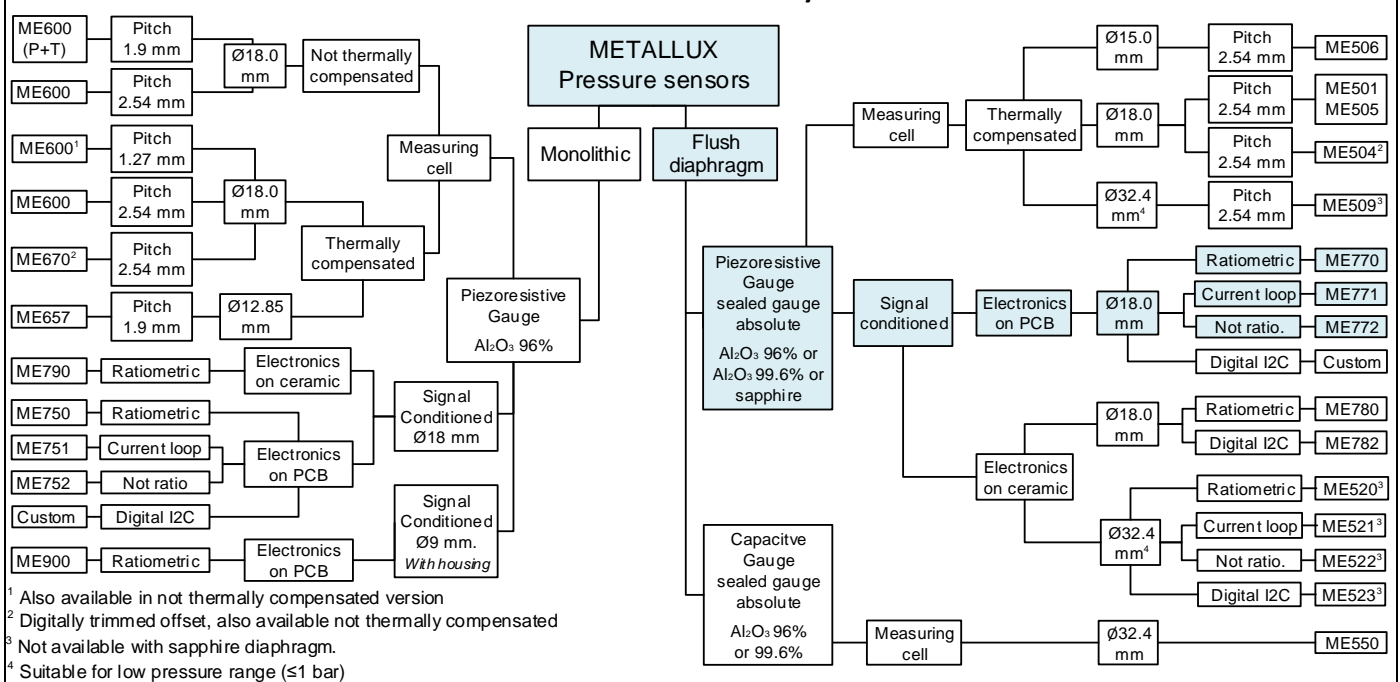 METALLUX
Pressure sensors
Monolithic
Flush
diaphragm
ME600
(P+T)
Pitch
1.9 mm
Ø18.0
mm
Not thermally
compensated
ME600
Pitch
2.54 mm
ME600¹
Pitch
1.27 mm
Measuring
cell
ME600
Pitch
2.54 mm
Ø18.0
mm
ME670²
Pitch
2.54 mm
Thermally
compensated
ME657
Pitch
1.9 mm
Ø12.85
mm
Piezoresistive
Gauge
Al₂O₃ 96%
ME790
Ratiometric
Electronics
on ceramic
ME750
Ratiometric
Signal
Conditioned
Ø18 mm
ME751
Current loop
Electronics
on PCB
ME752
Not ratio
Custom
Digital I2C
Signal
Conditioned
Ø9 mm.
With housing
ME900
Ratiometric
Electronics
on PCB
Measuring
cell
Thermally
compensated
Ø15.0
mm
Pitch
2.54 mm
ME506
Ø18.0
mm
Pitch
2.54 mm
ME501
ME505
Pitch
2.54 mm
ME504²
Ø32.4
mm⁴
Pitch
2.54 mm
ME509³
Piezoresistive
Gauge
sealed gauge
absolute
Al₂O₃ 96% or
Al₂O₃ 99.6% or
sapphire
Signal
conditioned
Electronics
on PCB
Ø18.0
mm
Ratiometric
ME770
Current loop
ME771
Not ratio.
ME772
Digital I2C
Custom
Electronics
on ceramic
Ø18.0
mm
Ratiometric
ME780
Digital I2C
ME782
Ø32.4
mm⁴
Ratiometric
ME520³
Current loop
ME521³
Not ratio.
ME522³
Digital I2C
ME523³
Capacitve
Gauge
sealed gauge
absolute
Al₂O₃ 96%
or 99.6%
Measuring
cell
Ø32.4
mm
ME550
¹ Also available in not thermally compensated version
² Digitally trimmed offset, also available not thermally compensated
³ Not available with sapphire diaphragm.
⁴ Suitable for low pressure range (≤1 bar)